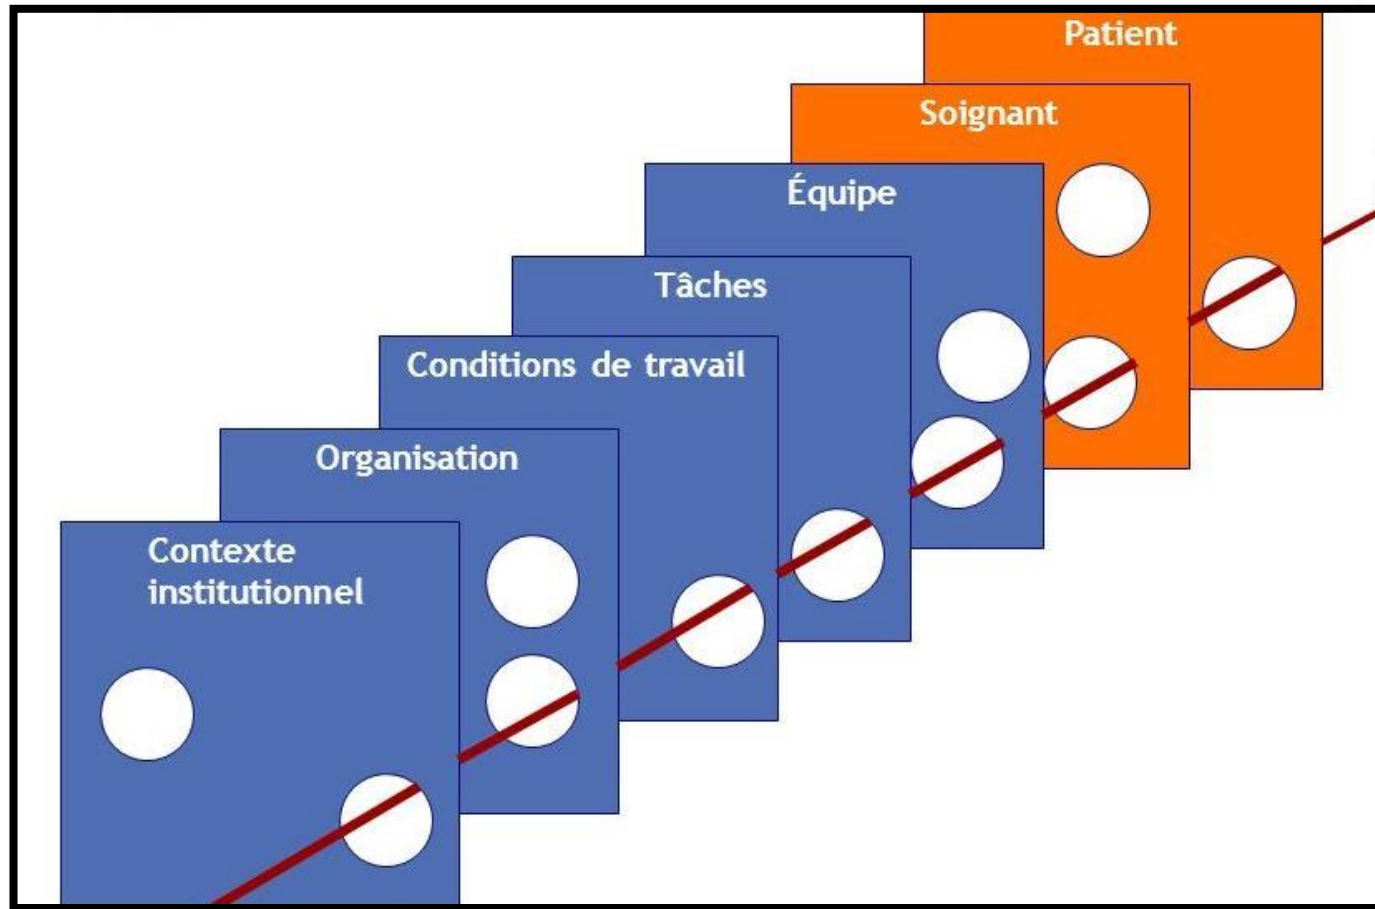 Patient
Soignant
Équipe
Tâches
Conditions de travail
Organisation
Contexte
institutionnel